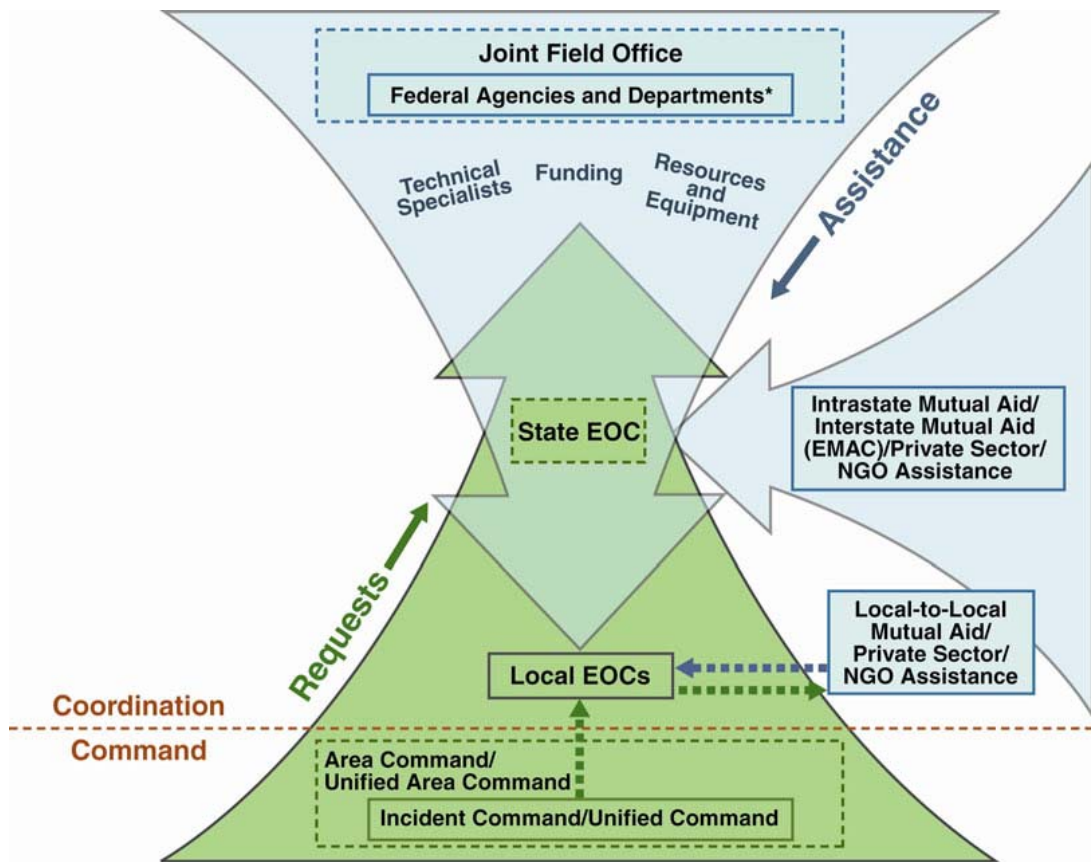 Joint Field Office
Federal Agencies and Departments*
Technical
Specialists
Funding
Resources
and
Equipment
Assistance
State EOC
Intrastate Mutual Aid/
Interstate Mutual Aid
(EMAC)/Private Sector/
NGO Assistance
Requests
Local EOCs
Local-to-Local
Mutual Aid/
Private Sector/
NGO Assistance
Coordination
Command
Area Command/
Unified Area Command
Incident Command/Unified Command